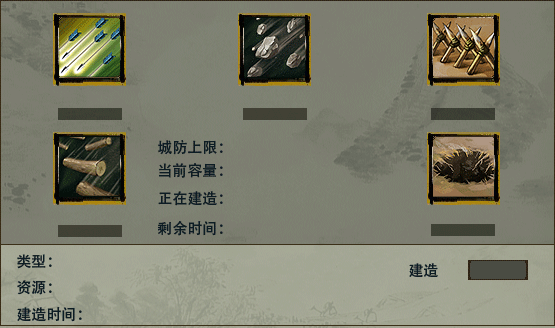 城防上限：
当前容量：
正在建造：
剩余时间：
类型：
资源：
建造
建造时间：